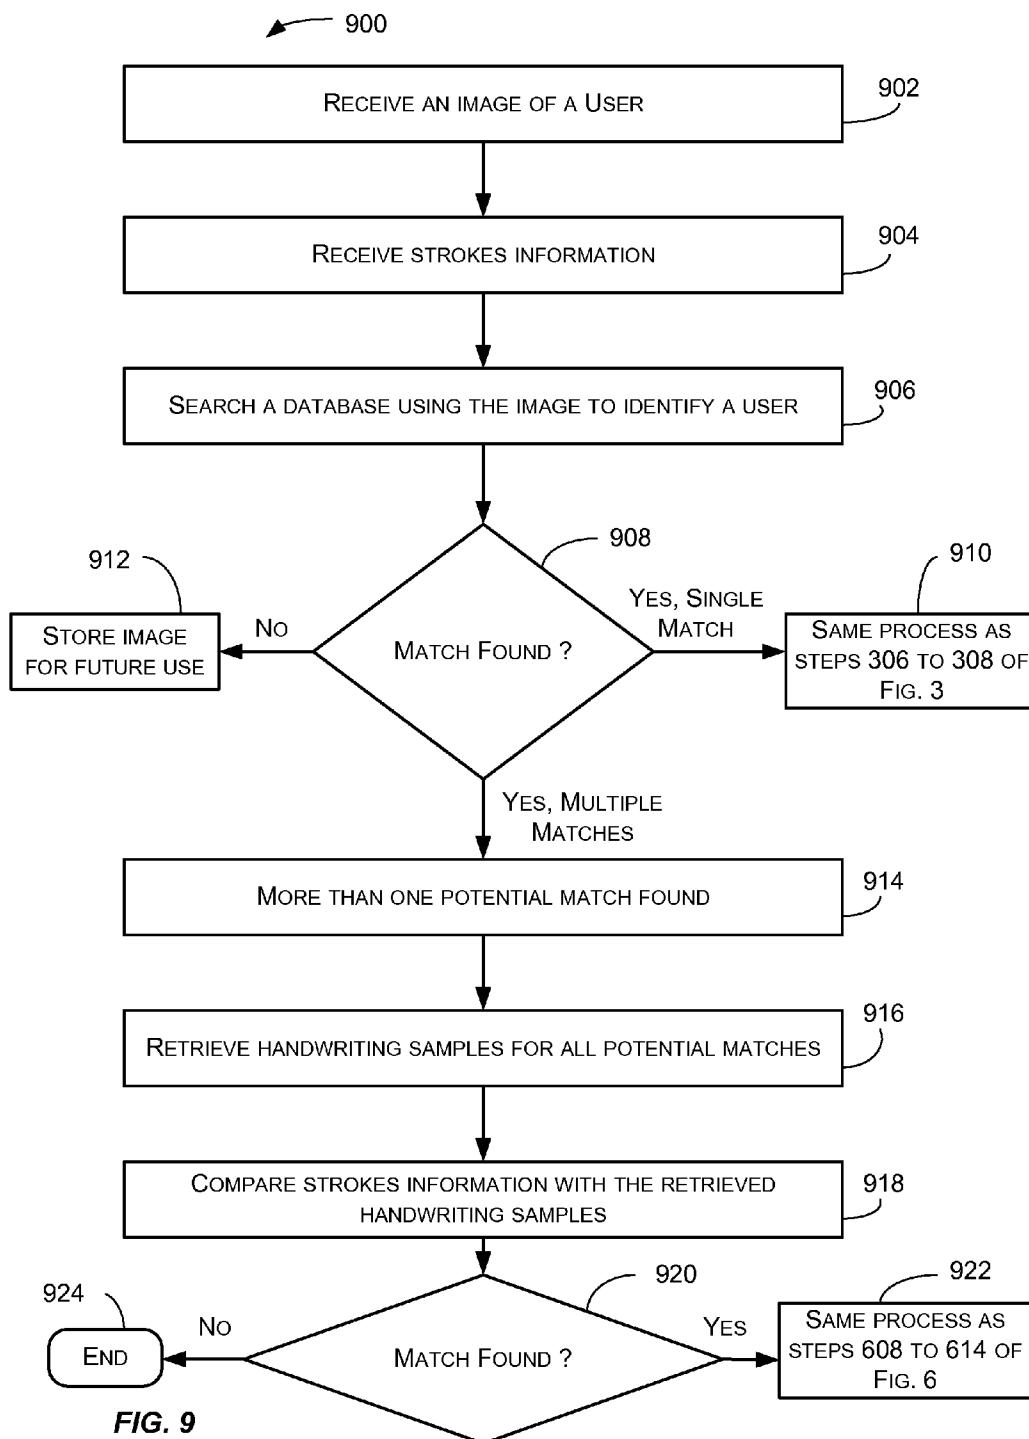 900
RECEIVE AN IMAGE OF A USER
902
RECEIVE STROKES INFORMATION
904
SEARCH A DATABASE USING THE IMAGE TO IDENTIFY A USER
906
908
MATCH FOUND ?
912
NO
STORE IMAGE
FOR FUTURE USE
YES, SINGLE
MATCH
910
SAME PROCESS AS
STEPS 306 TO 308 OF
FIG. 3
YES, MULTIPLE
MATCHES
MORE THAN ONE POTENTIAL MATCH FOUND
914
RETRIEVE HANDWRITING SAMPLES FOR ALL POTENTIAL MATCHES
916
COMPARE STROKES INFORMATION WITH THE RETRIEVED
HANDWRITING SAMPLES
918
920
MATCH FOUND ?
924
NO
END
YES
922
SAME PROCESS AS
STEPS 608 TO 614 OF
FIG. 6
FIG. 9